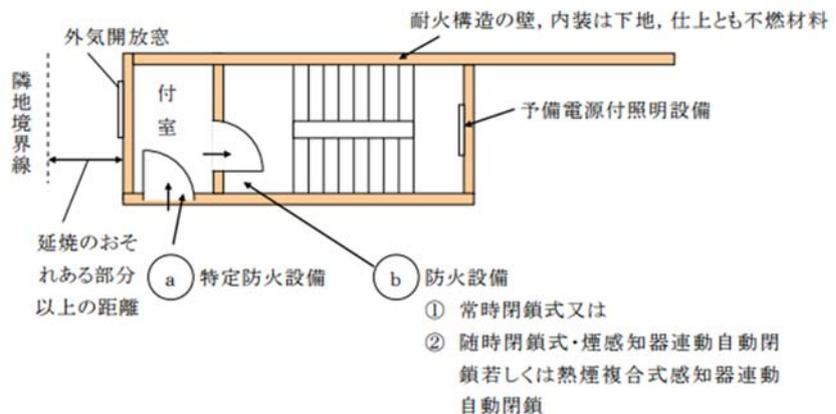 耐火構造の壁，内装は下地，仕上とも不燃材料
外気開放窓
隣地境界線
付室
予備電源付照明設備
延焼のおそ
れある部分
以上の距離
a 特定防火設備
b 防火設備
① 常時閉鎖式又は
② 随時閉鎖式・煙感知器連動自動閉
鎖若しくは熱煙複合式感知器連動
自動閉鎖